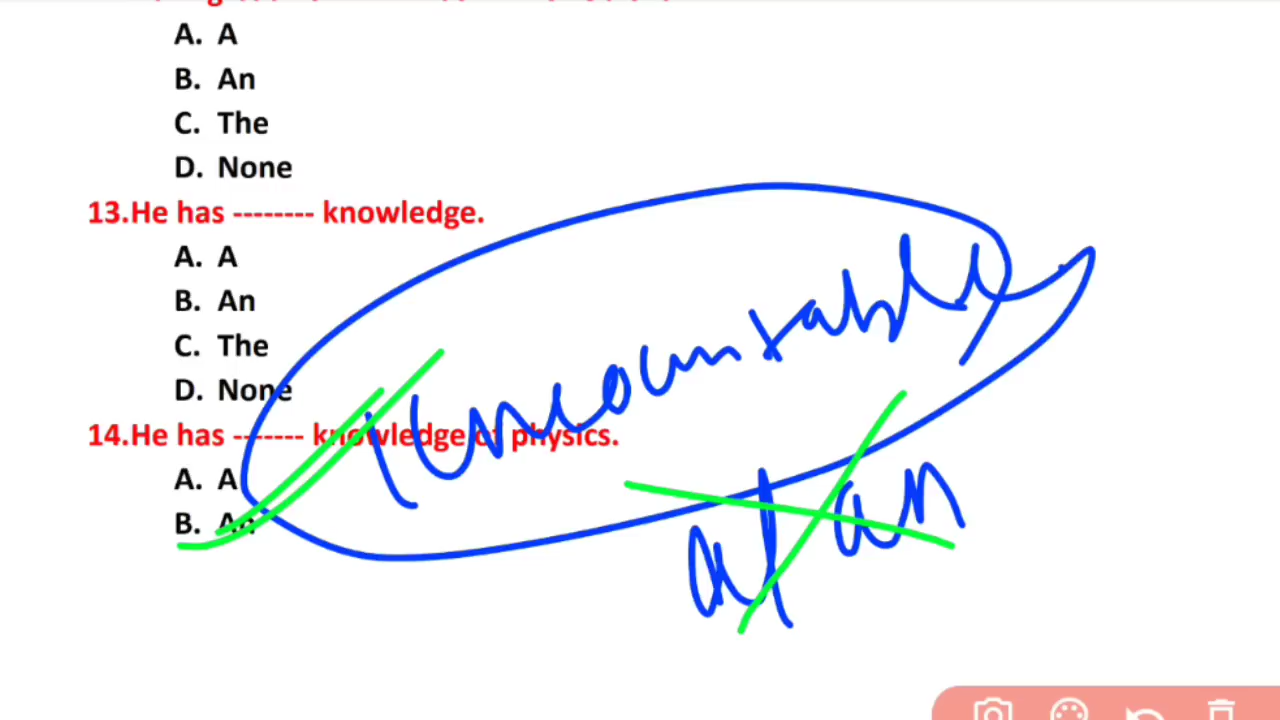 A. A
B. An
C. The
D. None
13.He has -------- knowledge.
A. A
B. An
C. The
D. None
14.He has ------- knowledge of physics.
A. A
B. An
Uncountable
a/ an